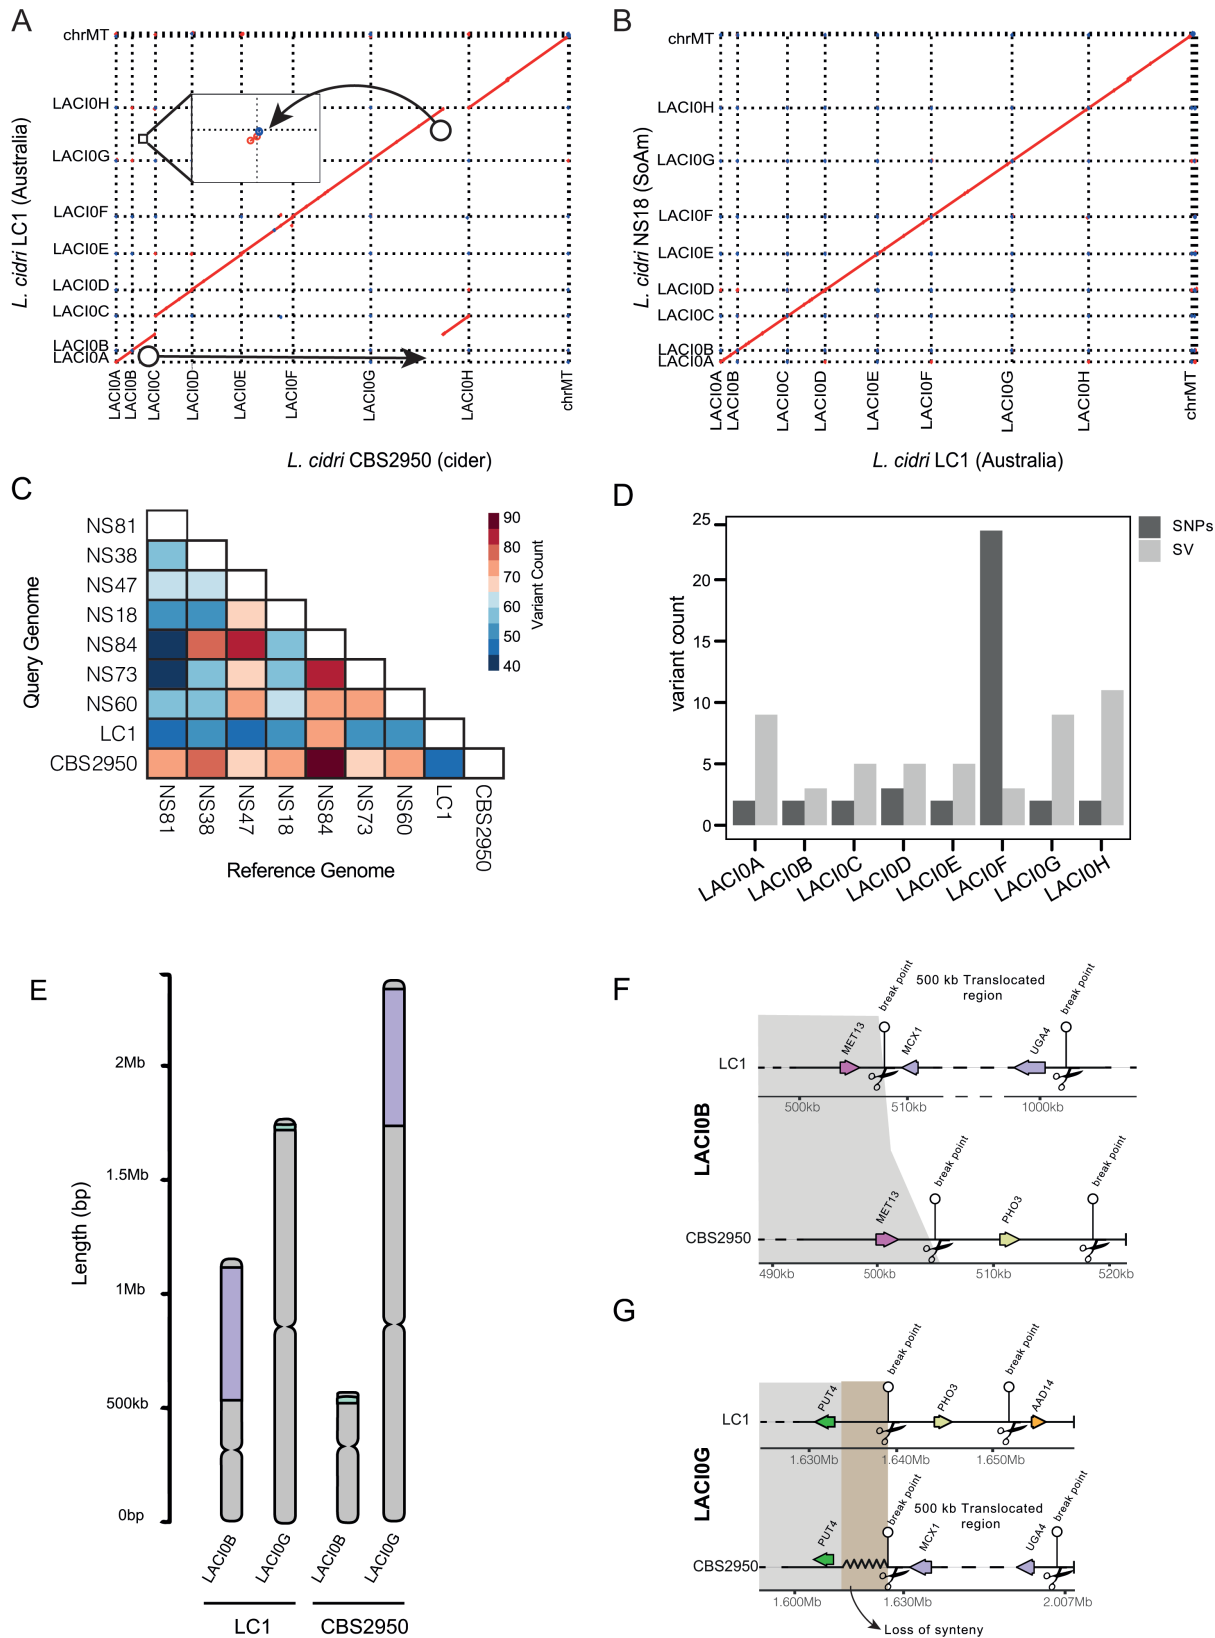 A
chrMT
LACI0H
LACI0G
LACI0F
LACI0E
LACI0D
LACI0C
LACI0B
LACI0A
L. cidri LC1 (Australia)
LACI0A
LACI0B
LACI0C
LACI0D
LACI0E
LACI0F
LACI0G
LACI0H
chrMT
L. cidri CBS2950 (cider)
B
chrMT
LACI0H
LACI0G
LACI0F
LACI0E
LACI0D
LACI0C
LACI0B
LACI0A
L. cidri NS18 (SoAm)
LACI0A
LACI0B
LACI0C
LACI0D
LACI0E
LACI0F
LACI0G
LACI0H
chrMT
L. cidri LC1 (Australia)
C
Query Genome
NS81
NS38
NS47
NS18
NS84
NS73
NS60
LC1
CBS2950
NS81
NS38
NS47
NS18
NS84
NS73
NS60
LC1
CBS2950
Reference Genome
90
80
70
60
50
40
Variant Count
D
variant count
25
20
15
10
5
0
SNPs
SV
LACI0A
LACI0B
LACI0C
LACI0D
LACI0E
LACI0F
LACI0G
LACI0H
E
Length (bp)
2Mb
1.5Mb
1Mb
500kb
0bp
LACI0B
LACI0G
LACI0B
LACI0G
LC1
CBS2950
F
LACI0B
500 kb Translocated
region
break point
break point
MET13
MCX1
UGA4
LC1
500kb
510kb
1000kb
break point
break point
MET13
PHO3
CBS2950
490kb
500kb
510kb
520kb
G
LACI0G
break point
break point
PUT4
PHO3
AAD14
LC1
1.630Mb
1.640Mb
1.650Mb
500 kb Translocated
region
break point
break point
PUT4
MCX1
UGA4
CBS2950
1.600Mb
1.630Mb
2.007Mb
Loss of synteny